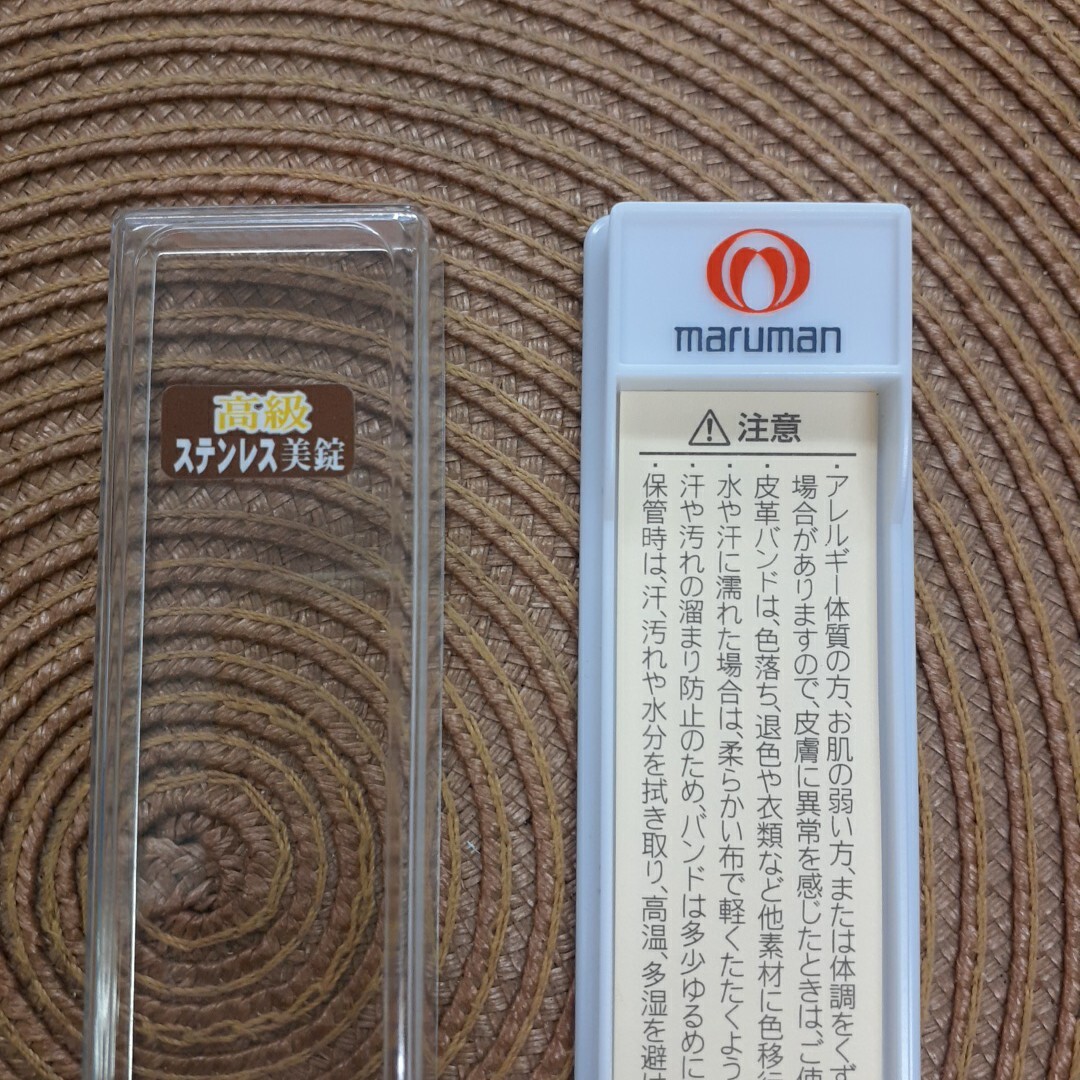 高級
ステンレス美錠
maruman
⚠注意
・アレルギー体質の方、お肌の弱い方、または体調をくず
場合がありますので、皮膚に異常を感じたときは、ご使
・皮革バンドは、色落ち、退色や衣類など他素材に色移行
・水や汗に濡れた場合は、柔らかい布で軽くたたくよう
・汗や汚れの溜まり防止のため、バンドは多少ゆるめに
・保管時は、汗、汚れや水分を拭き取り、高温、多湿を避け